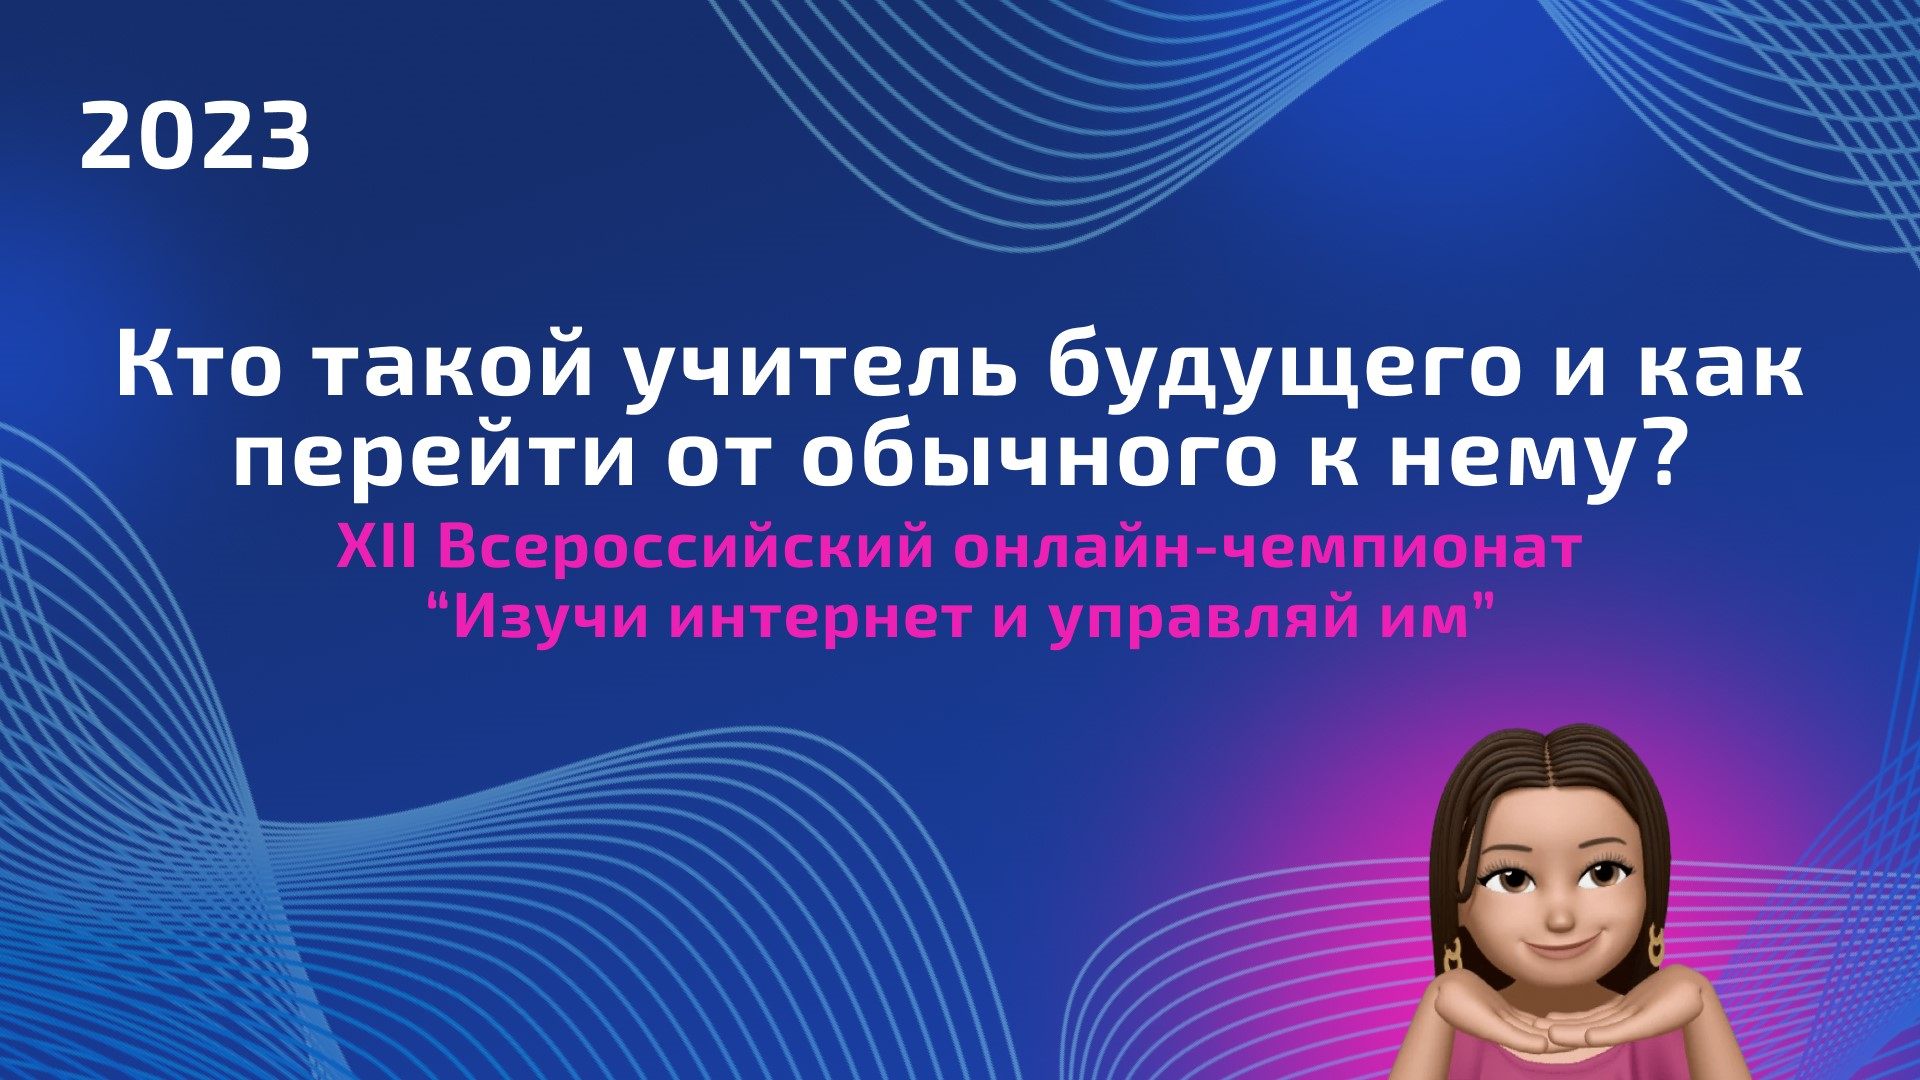 2023
Кто такой учитель будущего и как
перейти от обычного к нему?
XII Всероссийский онлайн-чемпионат
“Изучи интернет и управляй им”